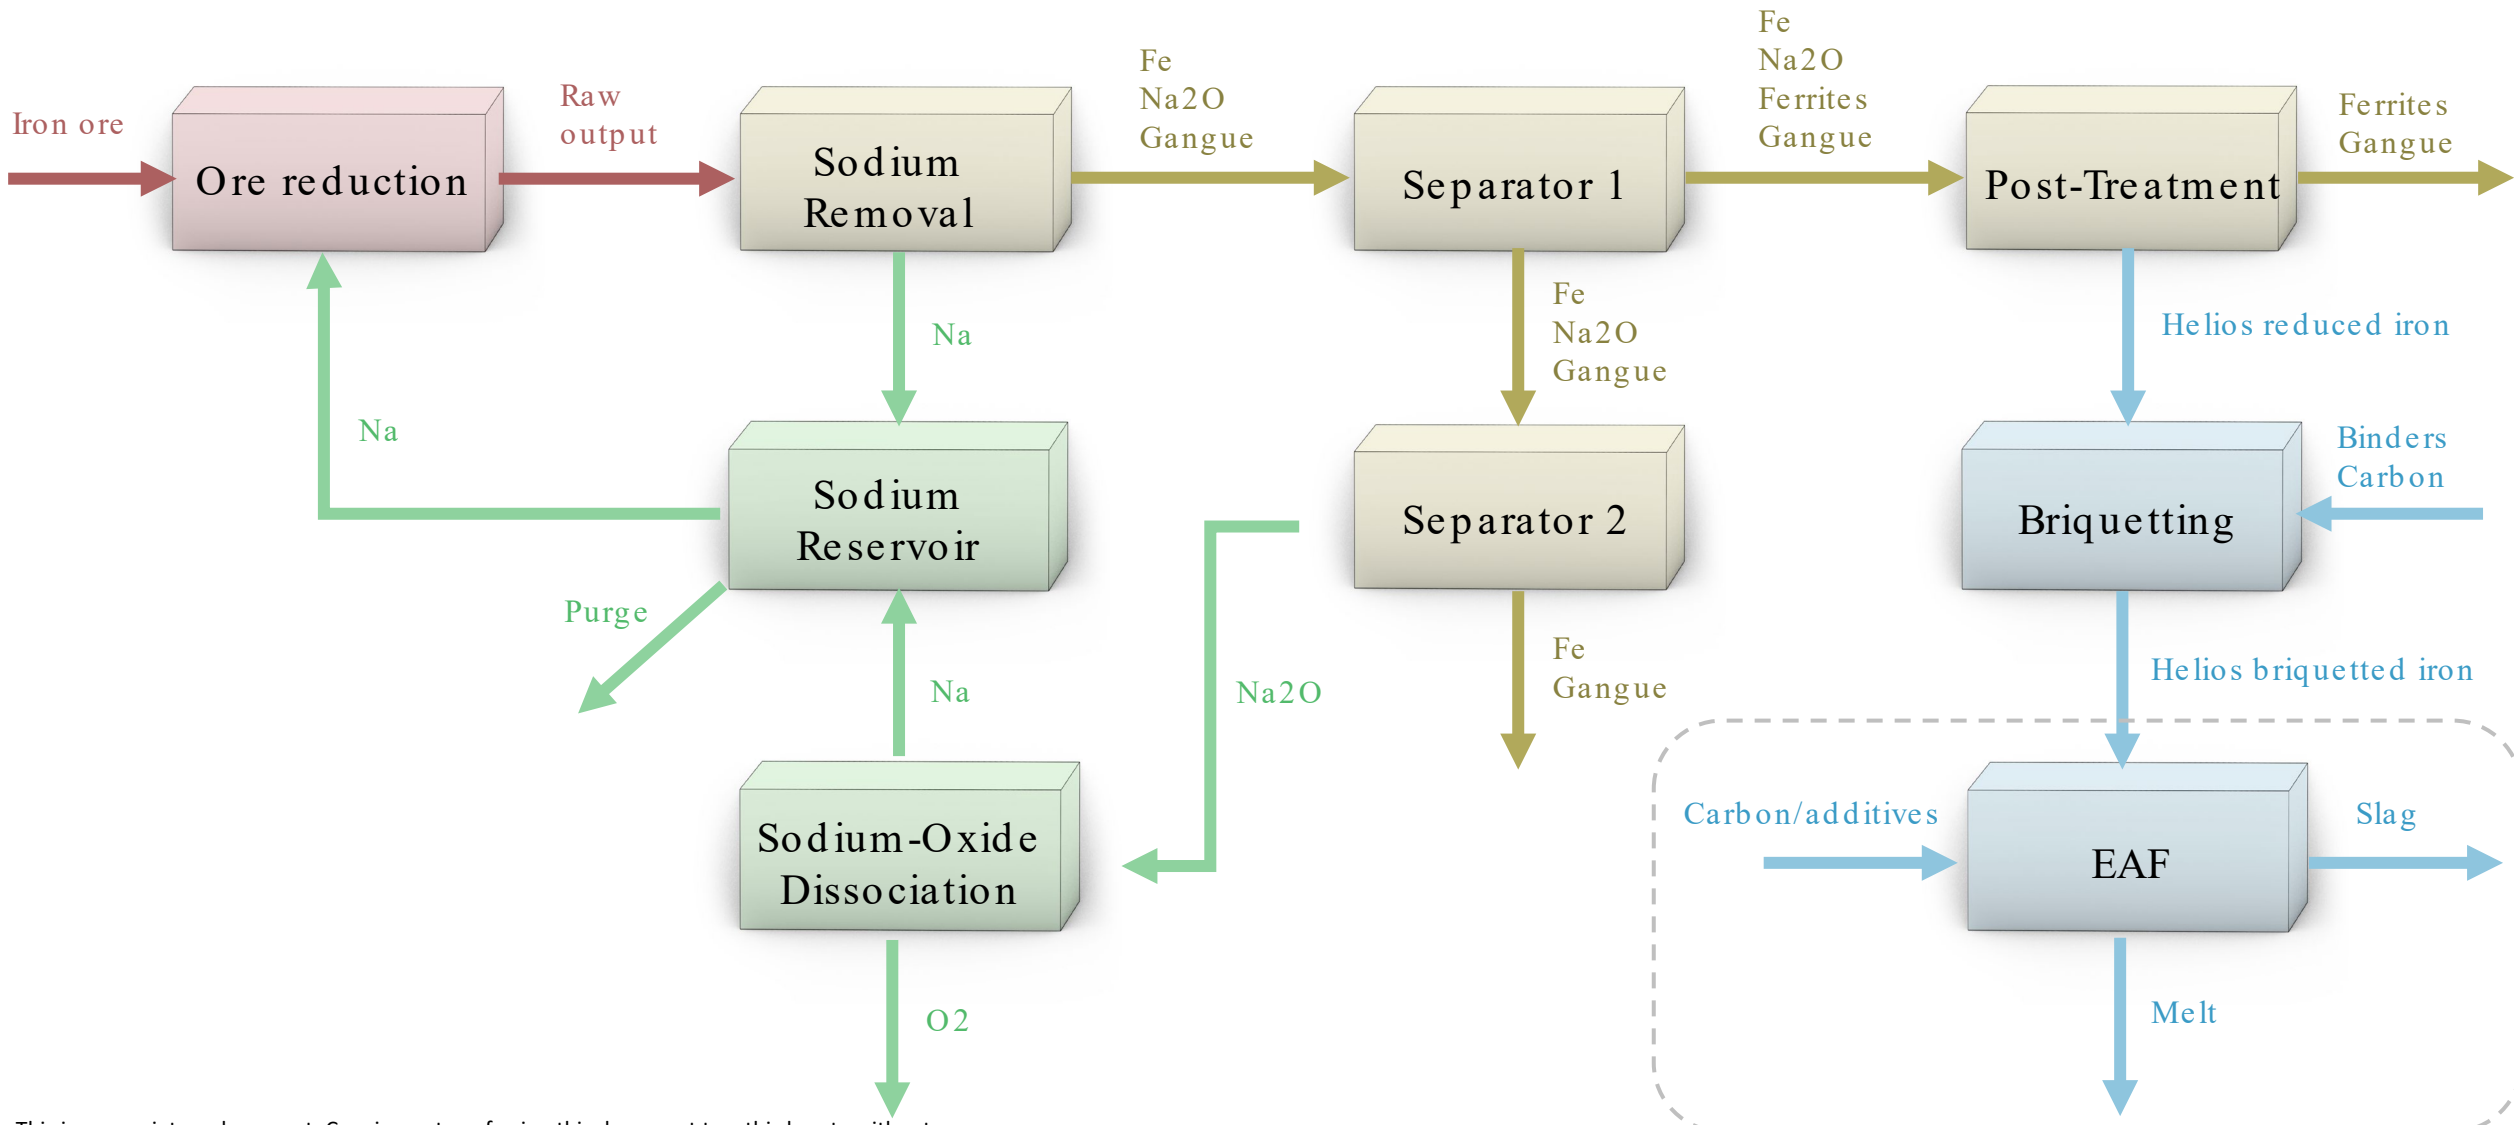 Fe
Na2O
Ferrites
Gangue
Fe
Na2O
Gangue
Raw
output
Ferrites
Gangue
Iron ore
Ore reduction
Sodium
Removal
Separator 1
Post-Treatment
Fe
Na2O
Gangue
Na
Helios reduced iron
Na
Binders
Carbon
Sodium
Reservoir
Separator 2
Briquetting
Purge
Na
Na2O
Fe
Gangue
Helios briquetted iron
Carbon/additives
Slag
Sodium-Oxide
Dissociation
EAF
O2
Melt